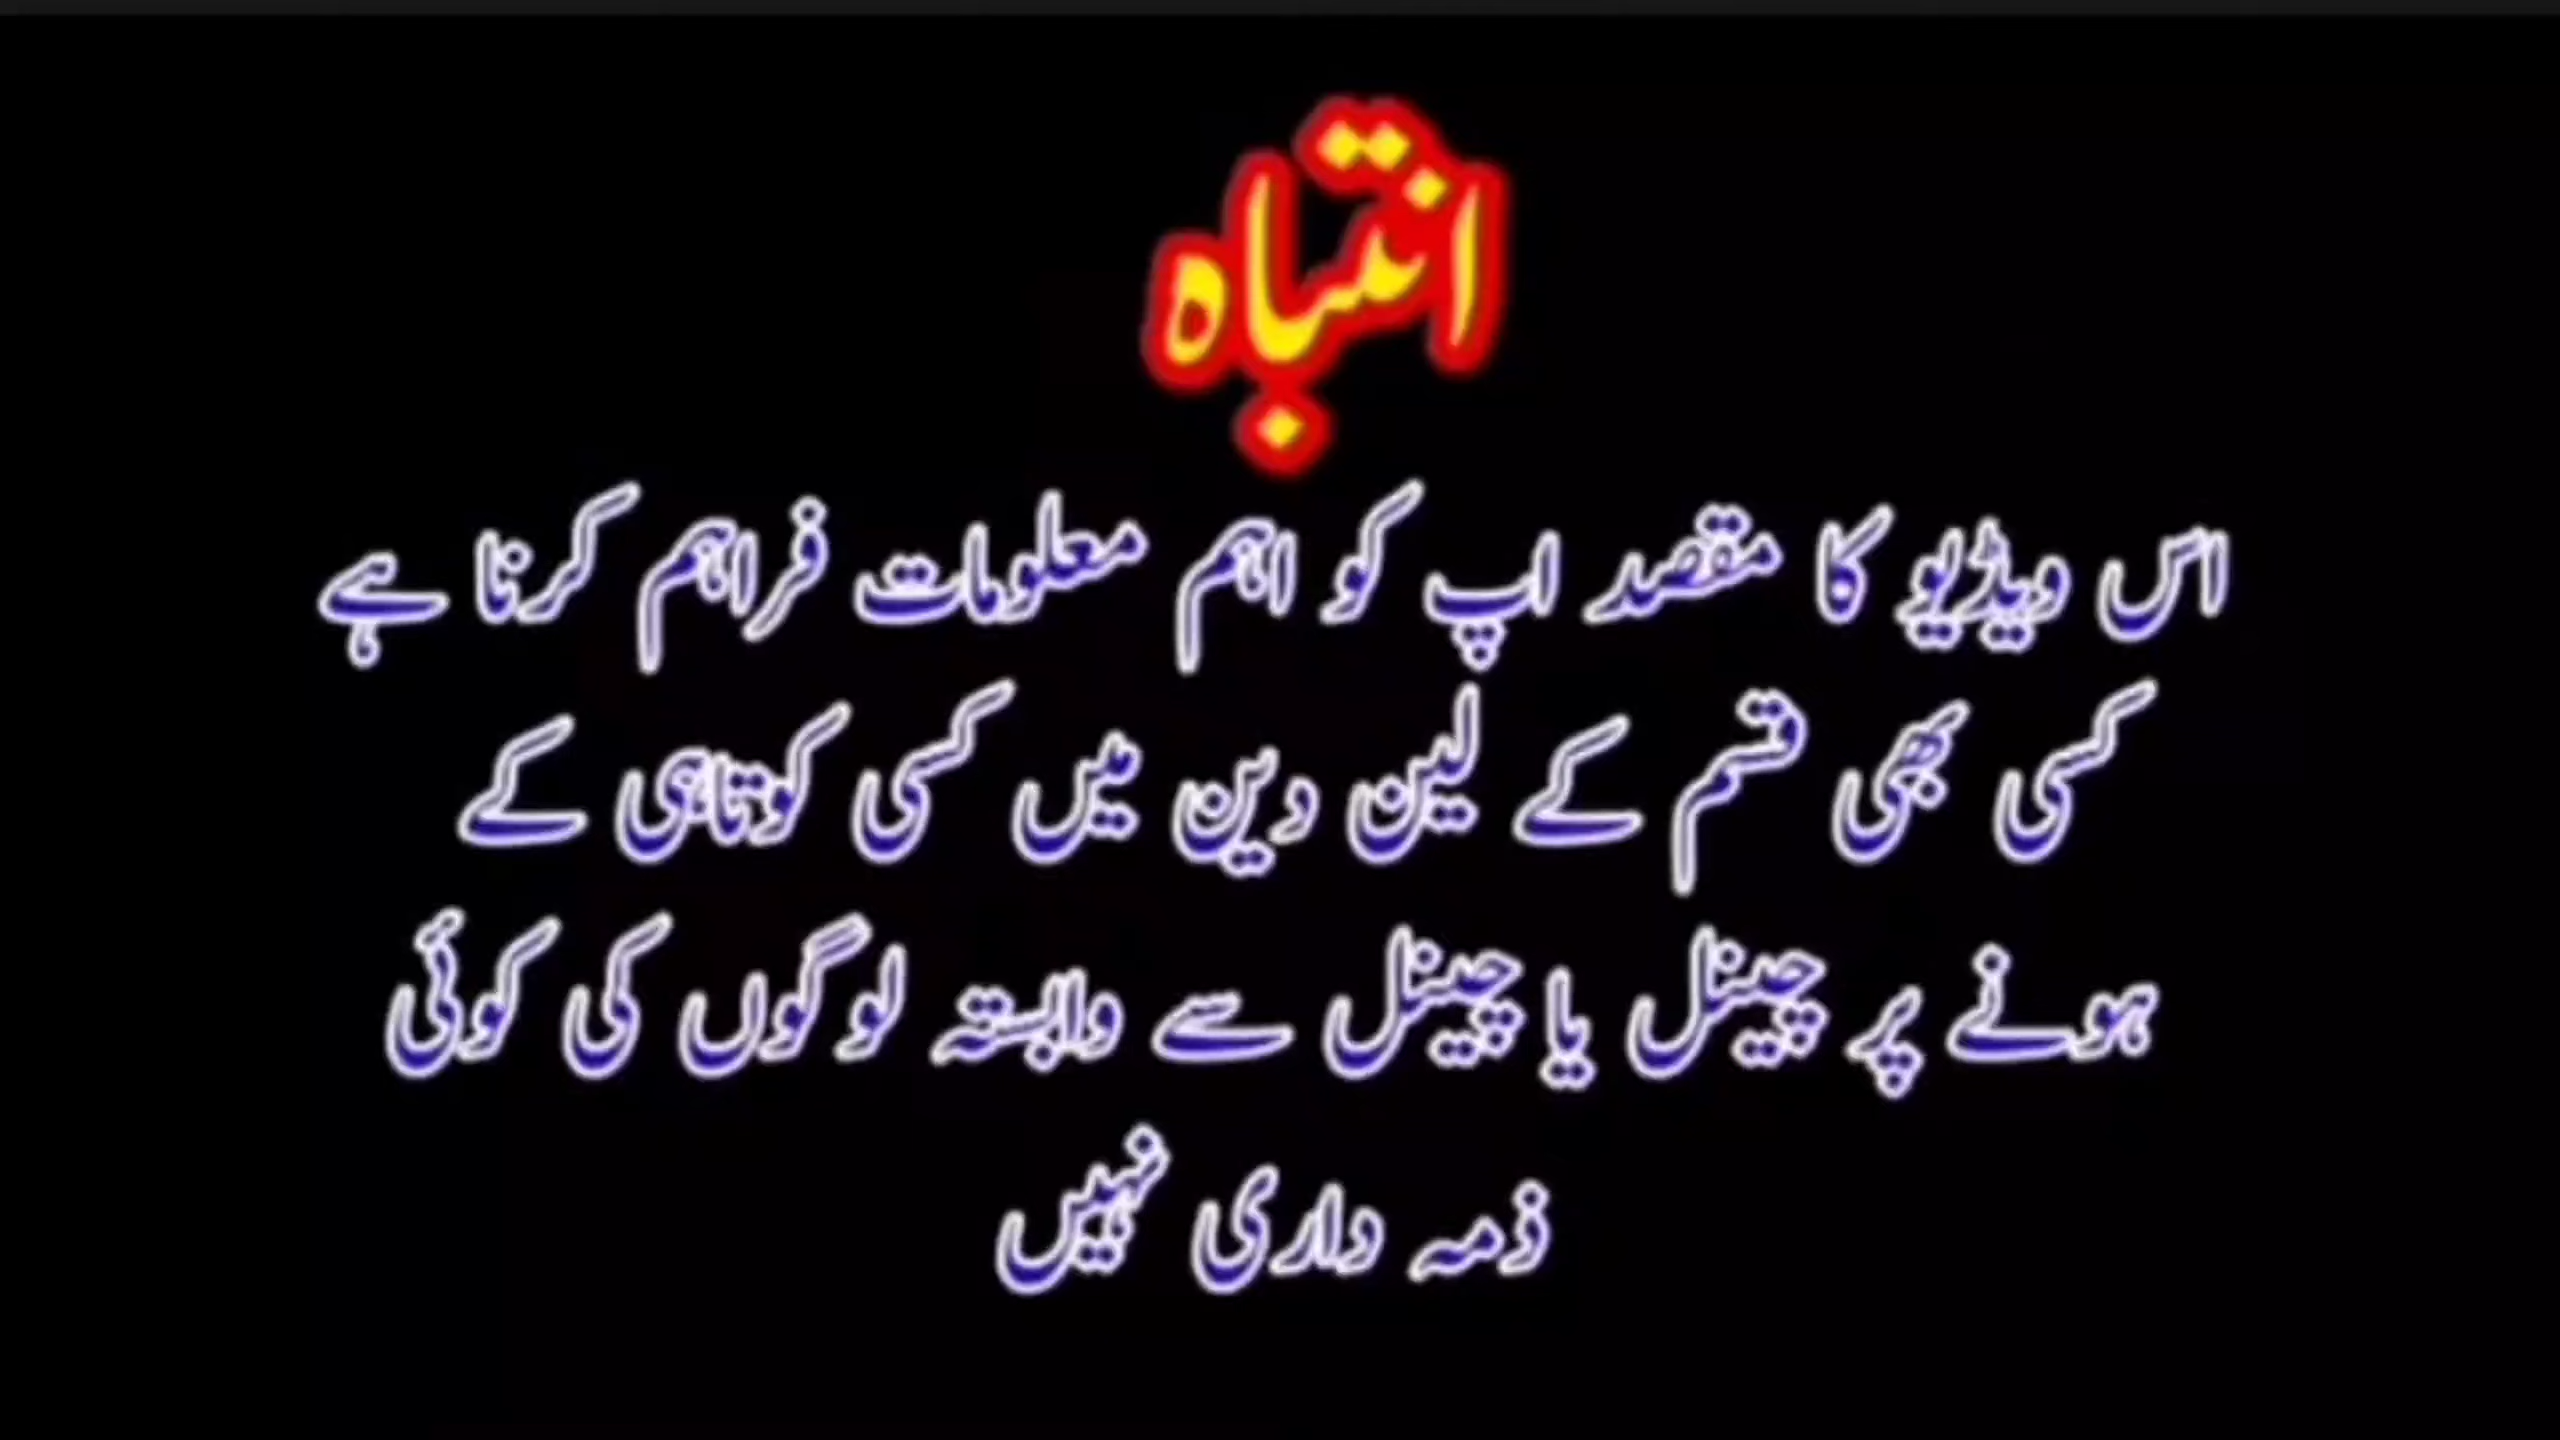 انتباہ
اس ویڈیو کا مقصد اپ کو اہم معلومات فراہم کرنا ہے
کسی بھی قسم کے لین دین میں کسی کوتاہی کے
ہونے پر چینل یا چینل سے وابستہ لوگوں کی کوئی
ذمہ داری نہیں